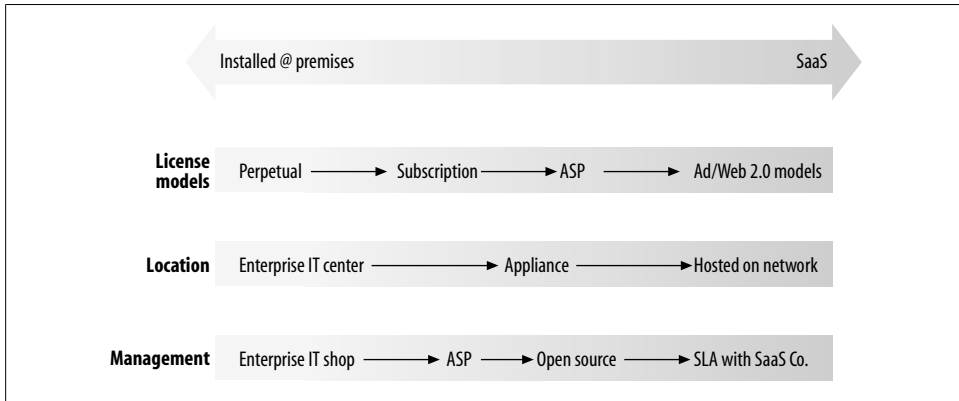 Installed @ premises SaaS
License models Perpetual Subscription ASP Ad/Web 2.0 models
Location Enterprise IT center Appliance Hosted on network
Management Enterprise IT shop ASP Open source SLA with SaaS Co.